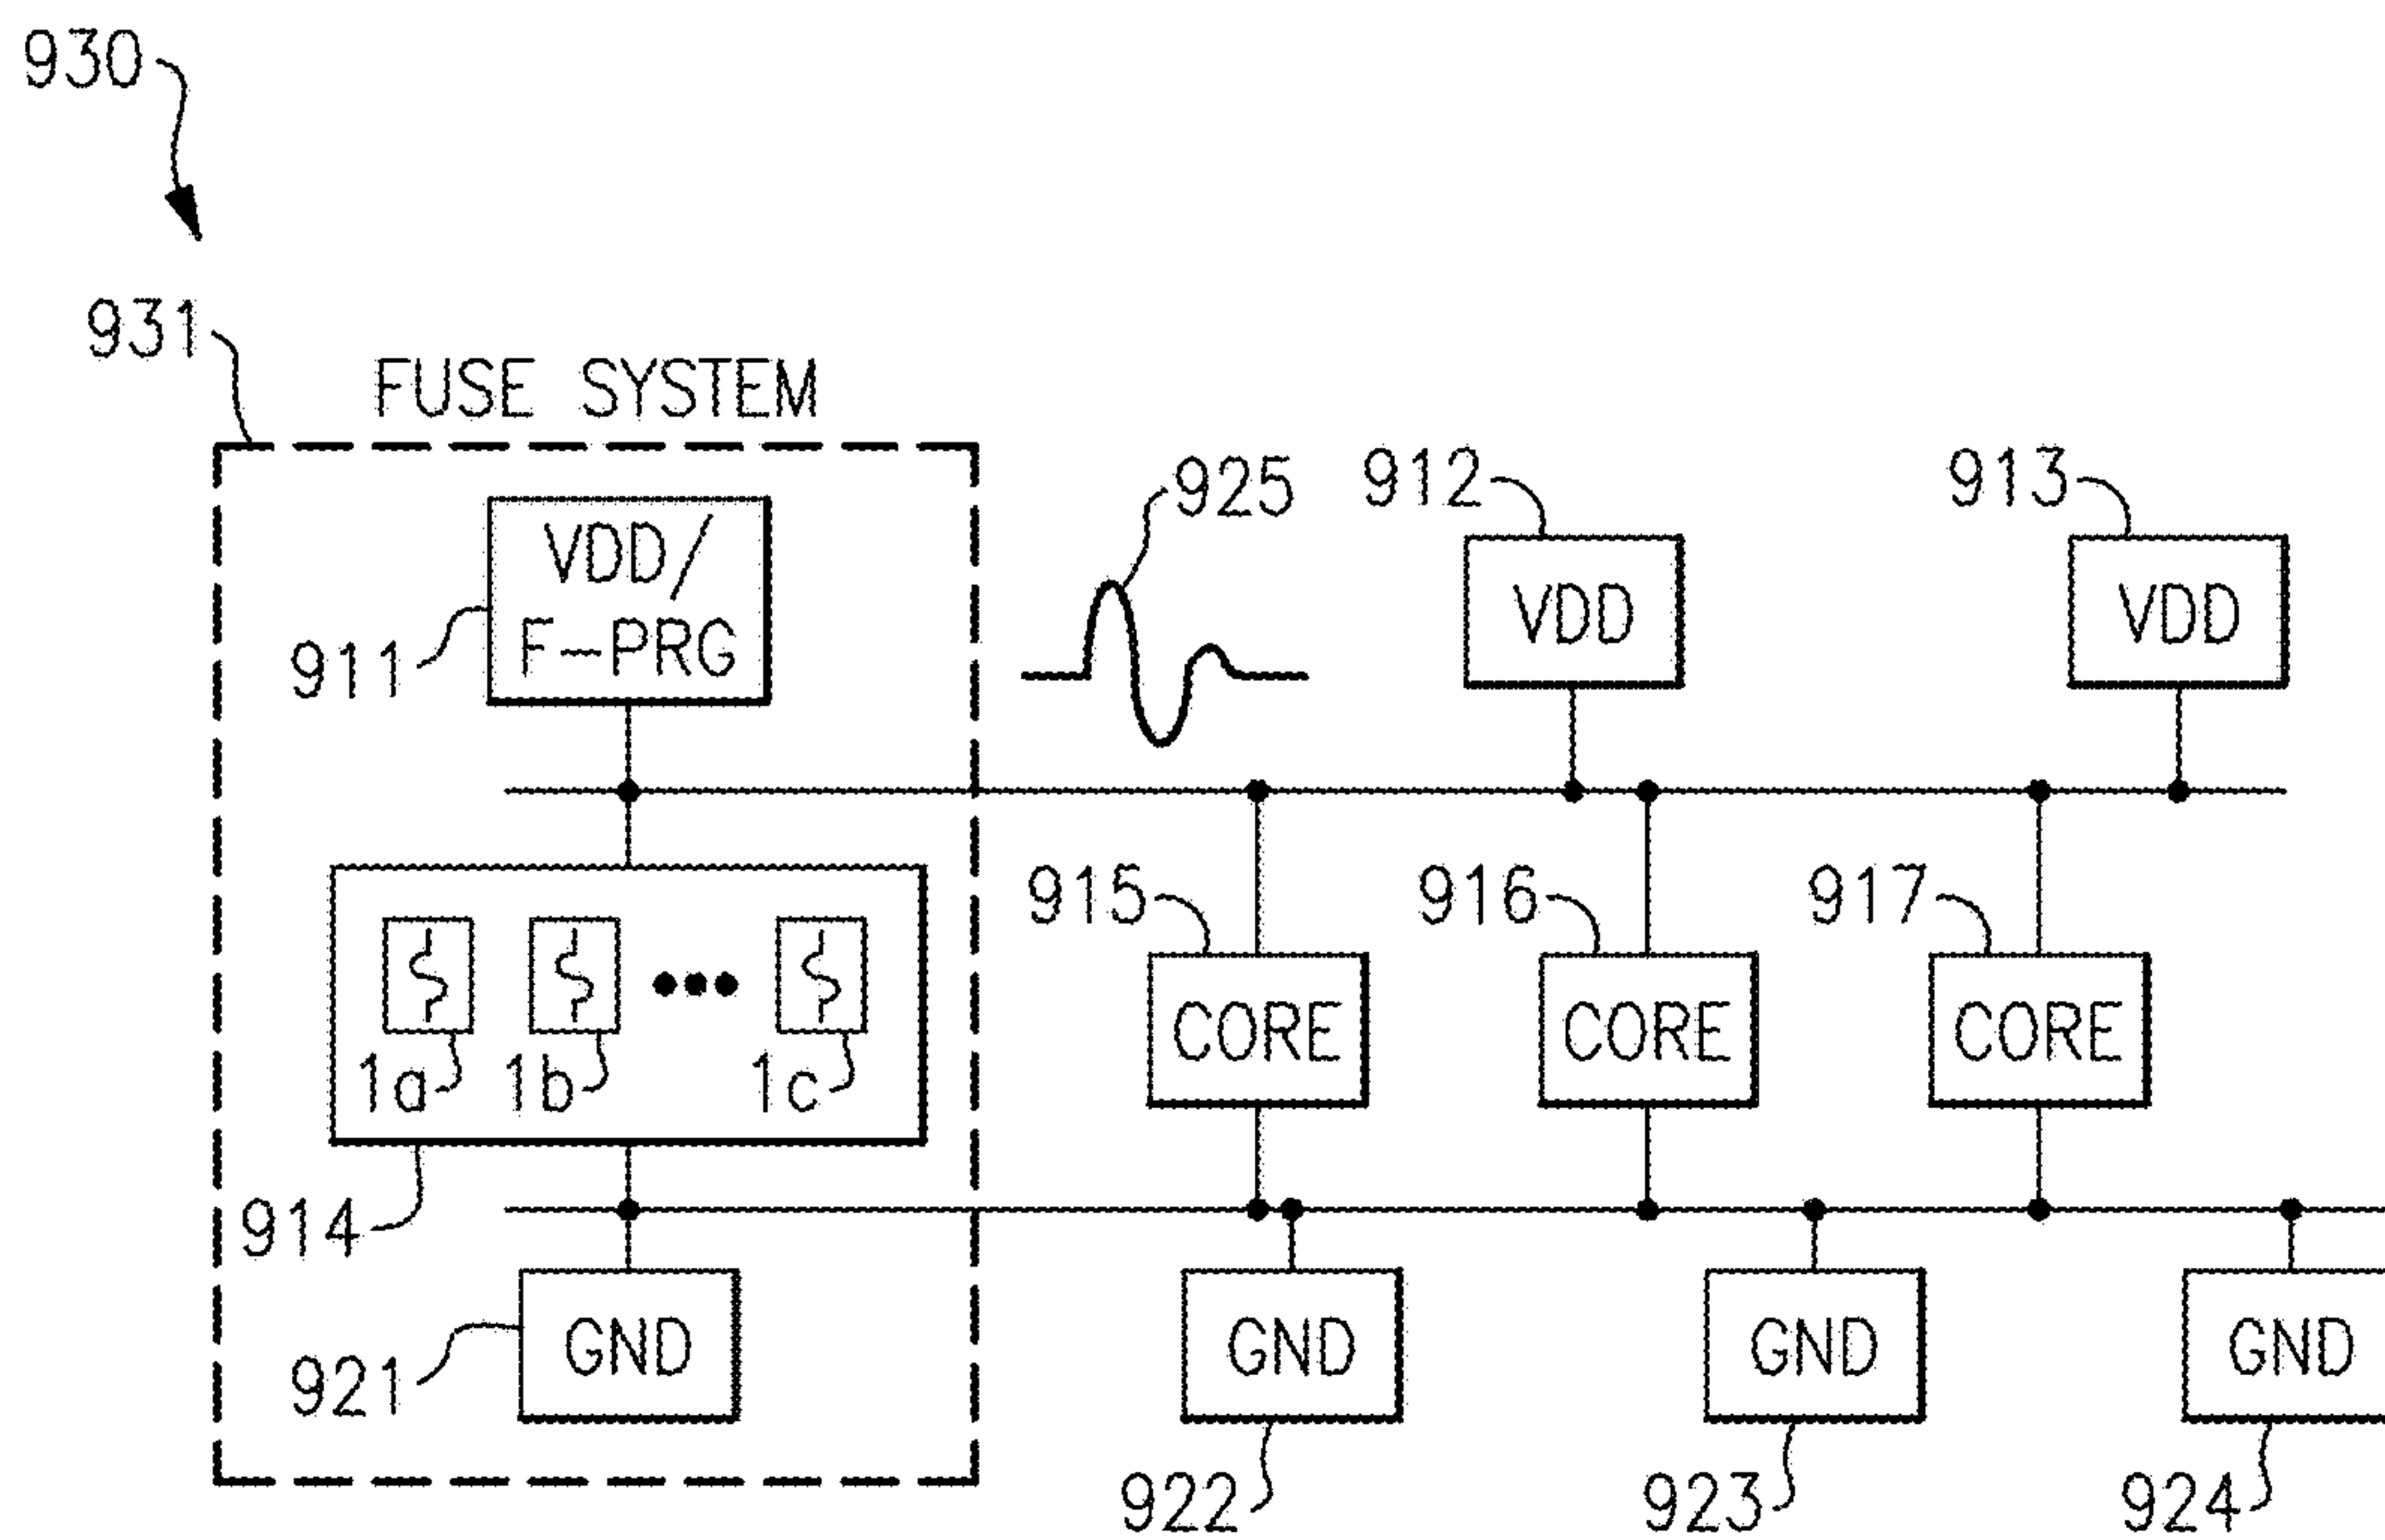 930
931
FUSE SYSTEM
925
912
913
VDD/
F-PRG
911
VDD
VDD
915
916
917
CORE
CORE
CORE
1a
1b
1c
914
GND
GND
GND
GND
921
922
923
924